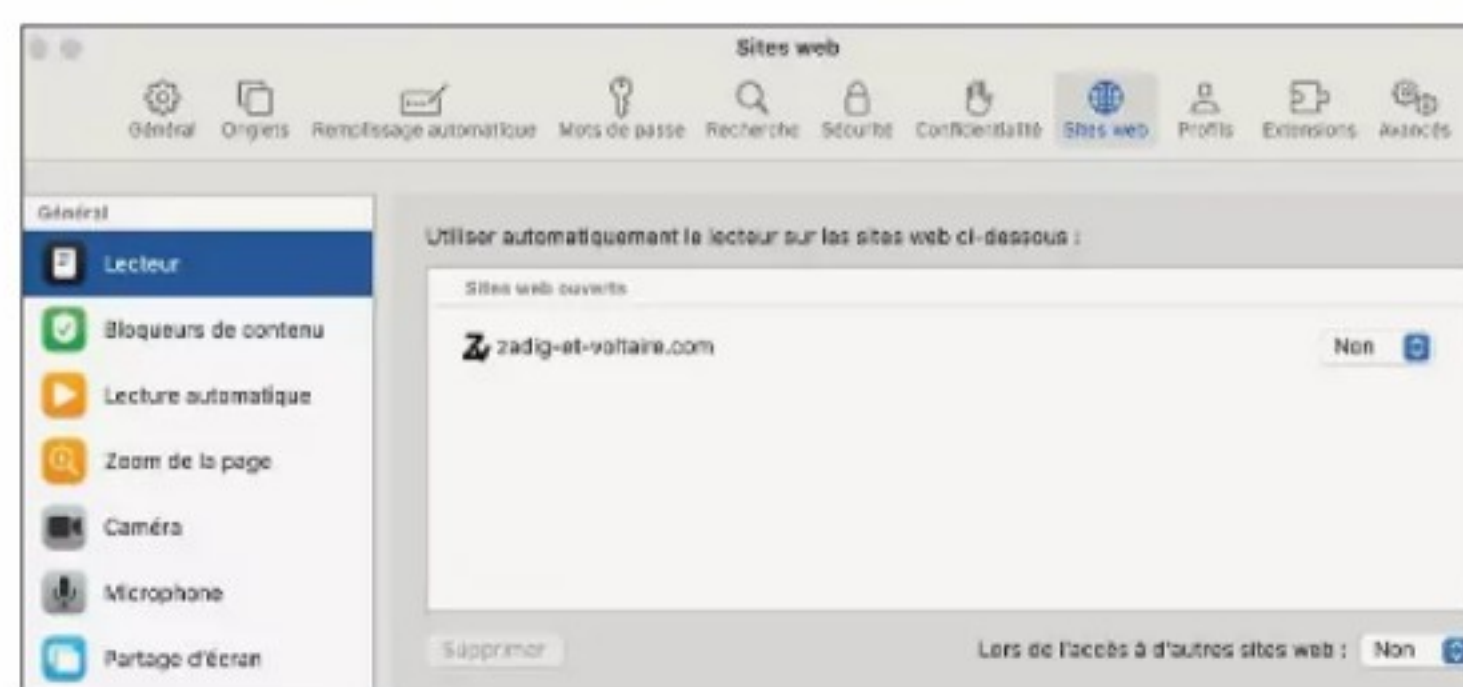 Sites web
Général Onglets Remplissage automatique Mots de passe Recherche Sécurité Confidentialité Sites web Profils Extensions Avancés
Général
Lecteur
Bloqueurs de contenu
Lecture automatique
Zoom de la page
Caméra
Microphone
Partage d'écran
Utiliser automatiquement le lecteur sur les sites web ci-dessous :
Sites web ouverts
zadig-et-voltaire.com Non
Supprimer Lors de l'accès à d'autres sites web : Non